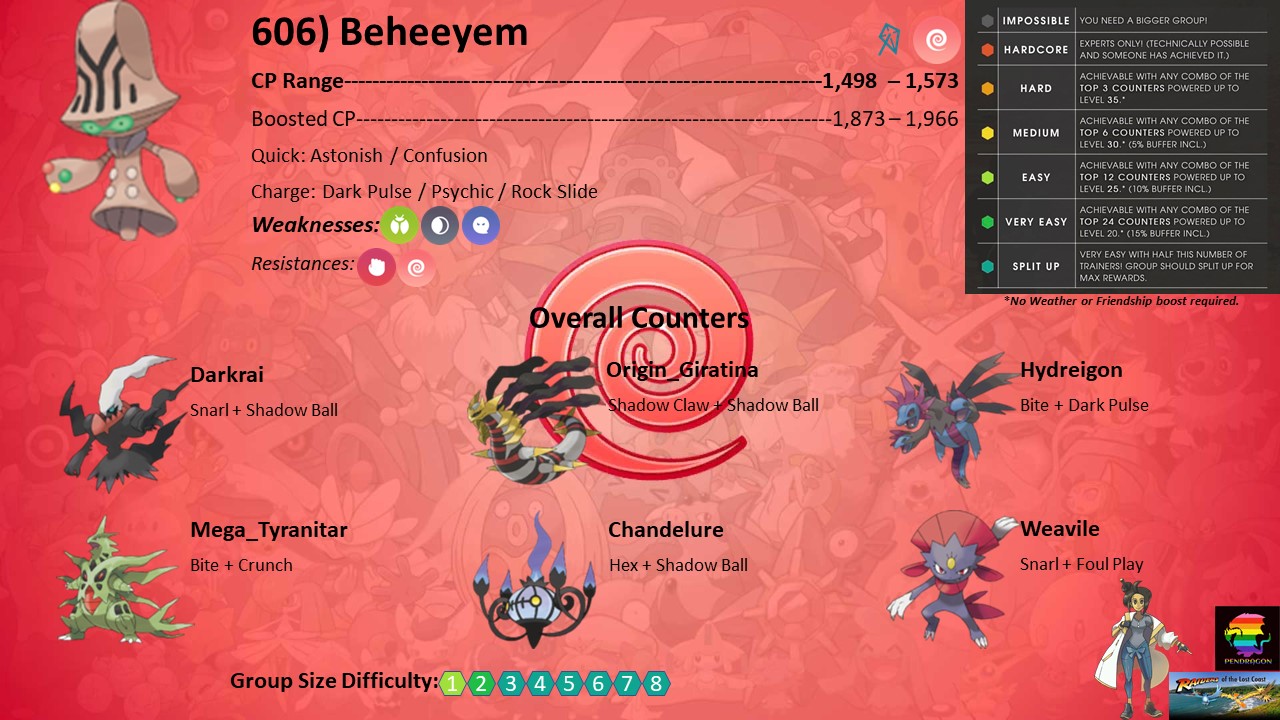 606) Beheeyem
CP Range--------------------------------------------------------------------1,498 – 1,573
Boosted CP--------------------------------------------------------------------1,873 – 1,966
Quick: Astonish / Confusion
Charge: Dark Pulse / Psychic / Rock Slide
Weaknesses:
Resistances:
IMPOSSIBLE YOU NEED A BIGGER GROUP!
HARDCORE EXPERTS ONLY! (TECHNICALLY POSSIBLE
AND SOMEONE HAS ACHIEVED IT.)
HARD ACHIEVABLE WITH ANY COMBO OF THE
TOP 3 COUNTERS POWERED UP TO
LEVEL 35.*
MEDIUM ACHIEVABLE WITH ANY COMBO OF THE
TOP 6 COUNTERS POWERED UP TO
LEVEL 30.* (5% BUFFER INCL.)
EASY ACHIEVABLE WITH ANY COMBO OF THE
TOP 12 COUNTERS POWERED UP TO
LEVEL 25.* (10% BUFFER INCL.)
VERY EASY ACHIEVABLE WITH ANY COMBO OF THE
TOP 24 COUNTERS POWERED UP TO
LEVEL 20.* (15% BUFFER INCL.)
SPLIT UP VERY EASY WITH HALF THIS NUMBER OF
TRAINERS! GROUP SHOULD SPLIT UP FOR
MAX REWARDS.
*No Weather or Friendship boost required.
Overall Counters
Darkrai
Snarl + Shadow Ball
Origin_Giratina
Shadow Claw + Shadow Ball
Hydreigon
Bite + Dark Pulse
Mega_Tyranitar
Bite + Crunch
Chandelure
Hex + Shadow Ball
Weavile
Snarl + Foul Play
Group Size Difficulty: 1 2 3 4 5 6 7 8
PENDRAGON
RAIDERS of the Lost Coast